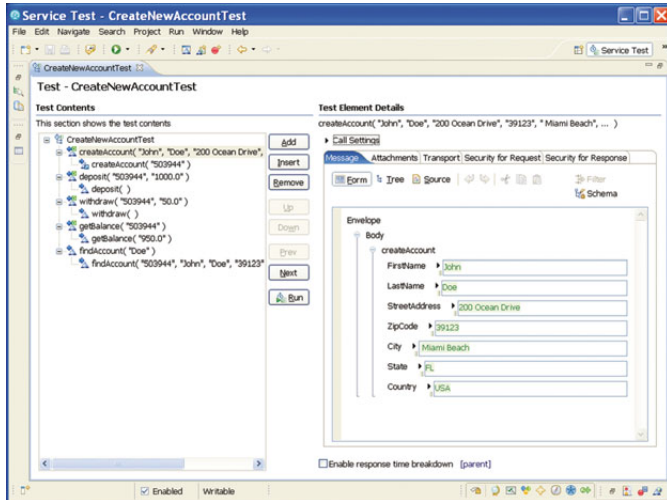 Service Test - CreateNewAccountTest
File Edit Navigate Search Project Run Window Help
Service Test
CreateNewAccountTest
Test - CreateNewAccountTest
Test Contents
This section shows the test contents
CreateNewAccountTest
createAccount( "John", "Doe", "200 Ocean Drive",
createAccount( "503944" )
deposit( "503944", "1000.0" )
deposit( )
withdraw( "503944", "50.0" )
withdraw( )
getBalance( "503944" )
getBalance( "950.0" )
findAccount( "Doe" )
findAccount( "503944", "John", "Doe", "39123"
Add
Insert
Remove
Up
Down
Prev
Next
Run
Test Element Details
createAccount( "John", "Doe", "200 Ocean Drive", "39123", " Miami Beach", ... )
Call Settings
Message Attachments Transport Security for Request Security for Response
Form Tree Source Filter
Schema
Envelope
Body
createAccount
FirstName John
LastName Doe
StreetAddress 200 Ocean Drive
ZipCode 39123
City Miami Beach
State FL
Country USA
Enable response time breakdown [parent]
Enabled Writable